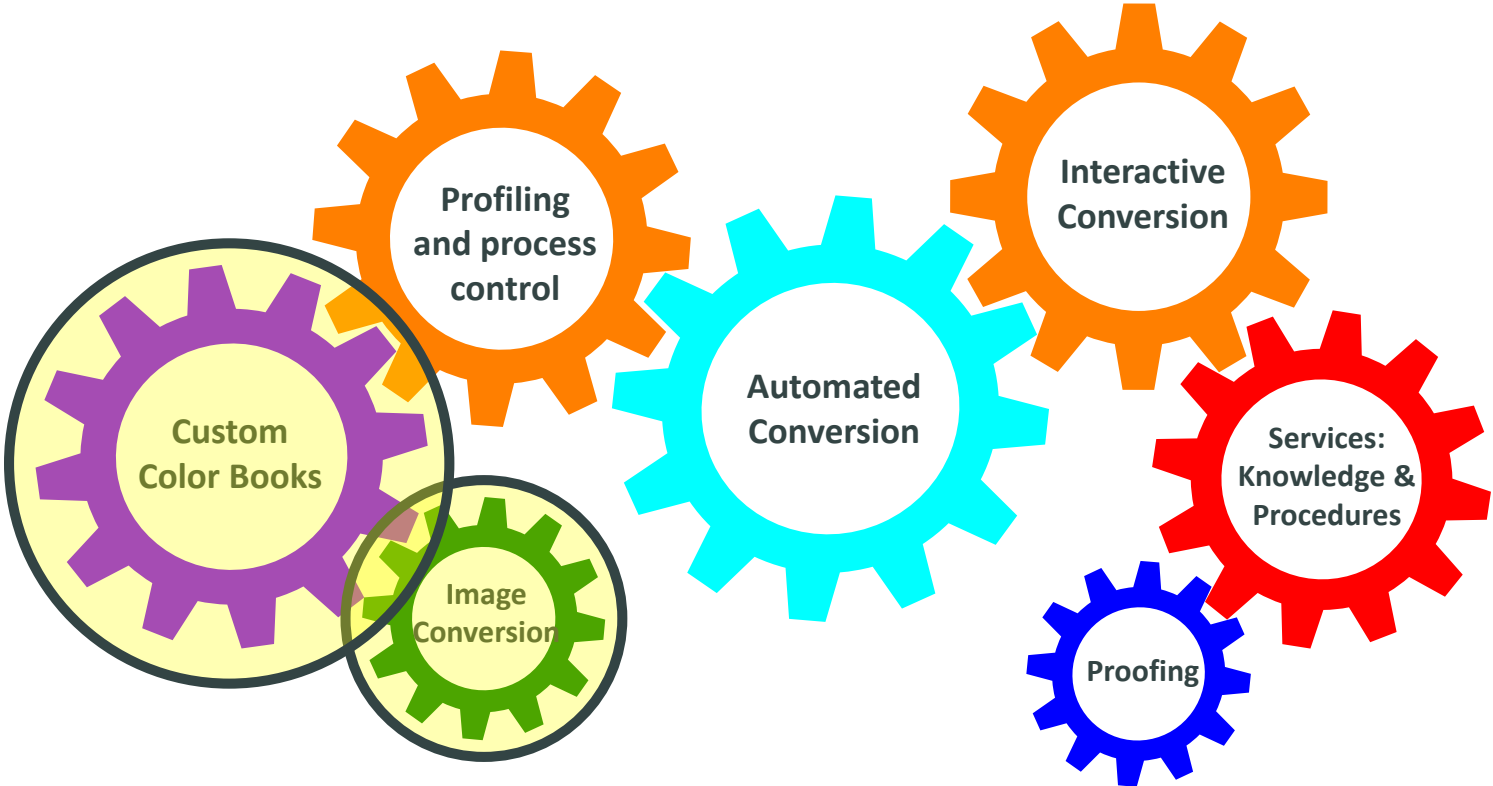 Profiling
and process
control
Interactive
Conversion
Automated
Conversion
Custom
Color Books
Image
Conversion
Services:
Knowledge &
Procedures
Proofing